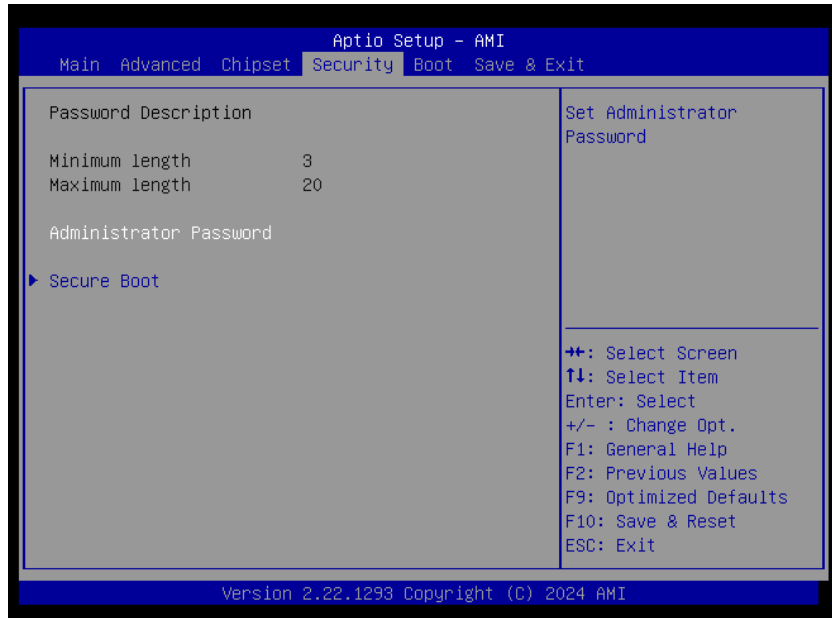 Aptio Setup – AMI
Main Advanced Chipset Security Boot Save & Exit
Password Description
Minimum length 3
Maximum length 20
Administrator Password
Secure Boot
Set Administrator
Password
→←: Select Screen
↑↓: Select Item
Enter: Select
+/- : Change Opt.
F1: General Help
F2: Previous Values
F9: Optimized Defaults
F10: Save & Reset
ESC: Exit
Version 2.22.1293 Copyright (C) 2024 AMI